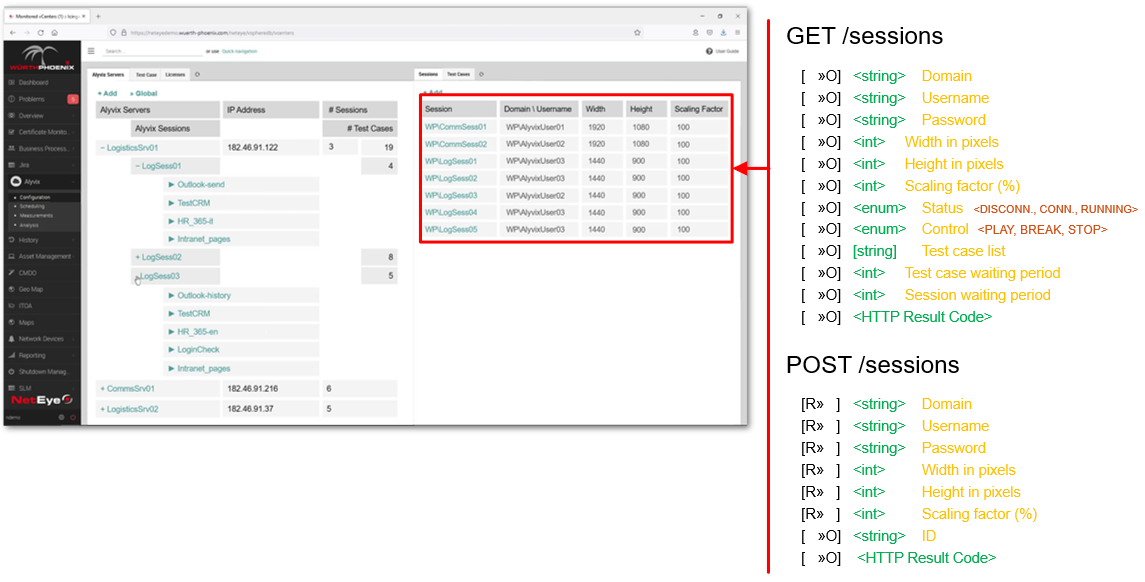 Monitored vCenters (5) :: Icinga
https://neteyedemo.wuerth-phoenix.com/neteye/vspheredb/vcenters
WÜRTHPHOENIX
Search ...
or use Quick navigation
User Guide
Dashboard
Problems
5
Overview
Certificate Monito..
Business Process...
Jira
Alyvix
Configuration
Scheduling
Measurements
Analysis
History
Asset Management
CMDO
Geo Map
ITOA
Maps
Network Devices
Reporting
Shutdown Manag..
SLM
NetEye
Alyvix Servers Test Case Licenses
+ Add » Global
Alyvix Servers IP Address # Sessions
Alyvix Sessions # Test Cases
− LogisticsSrv01 182.46.91.122 3 19
− LogSess01 4
► Outlook-send
► TestCRM
► HR_365-it
► Intranet_pages
+ LogSess02 8
LogSess03 5
► Outlook-history
► TestCRM
► HR_365-en
► LoginCheck
► Intranet_pages
+ CommsSrv01 182.46.91.216 6
+ LogisticsSrv02 182.46.91.37 5
Sessions Test Cases
+ Add
Session Domain \ Username Width Height Scaling Factor
WP\CommSess01 WP\AlyvixUser01 1920 1080 100
WP\CommSess02 WP\AlyvixUser02 1920 1080 100
WP\LogSess01 WP\AlyvixUser03 1440 900 100
WP\LogSess02 WP\AlyvixUser03 1440 900 100
WP\LogSess03 WP\AlyvixUser02 1440 900 100
WP\LogSess04 WP\AlyvixUser03 1440 900 100
WP\LogSess05 WP\AlyvixUser03 1440 900 100
GET /sessions
[ »O] <string> Domain
[ »O] <string> Username
[ »O] <string> Password
[ »O] <int> Width in pixels
[ »O] <int> Height in pixels
[ »O] <int> Scaling factor (%)
[ »O] <enum> Status <DISCONN., CONN., RUNNING>
[ »O] <enum> Control <PLAY, BREAK, STOP>
[ »O] [string] Test case list
[ »O] <int> Test case waiting period
[ »O] <int> Session waiting period
[ »O] <HTTP Result Code>
POST /sessions
[R» ] <string> Domain
[R» ] <string> Username
[R» ] <string> Password
[R» ] <int> Width in pixels
[R» ] <int> Height in pixels
[R» ] <int> Scaling factor (%)
[ »O] <string> ID
[ »O] <HTTP Result Code>